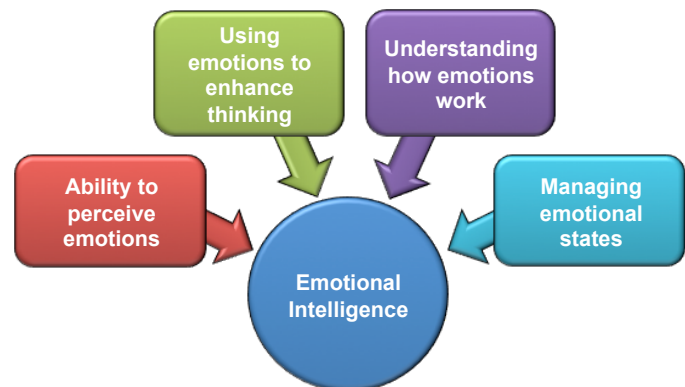 Using
emotions to
enhance
thinking
Understanding
how emotions
work
Ability to
perceive
emotions
Managing
emotional
states
Emotional
Intelligence